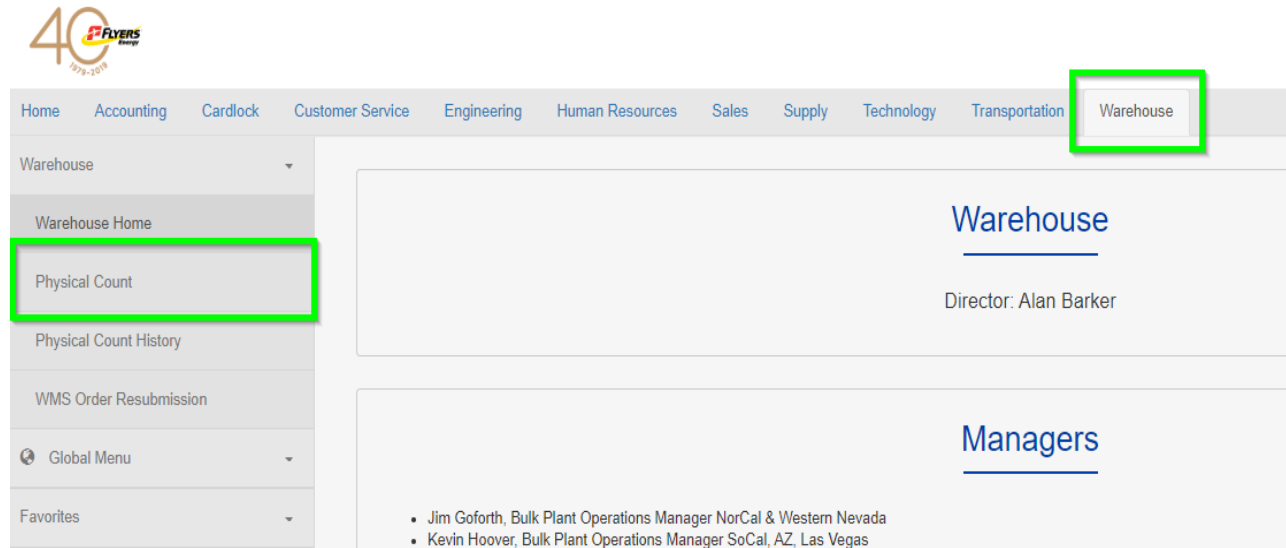 40
FLYERS
Energy
1979-2019
Home Accounting Cardlock Customer Service Engineering Human Resources Sales Supply Technology Transportation Warehouse
Warehouse
Warehouse Home
Physical Count
Physical Count History
WMS Order Resubmission
Global Menu
Favorites
Warehouse
Director: Alan Barker
Managers
• Jim Goforth, Bulk Plant Operations Manager NorCal & Western Nevada
• Kevin Hoover, Bulk Plant Operations Manager SoCal, AZ, Las Vegas